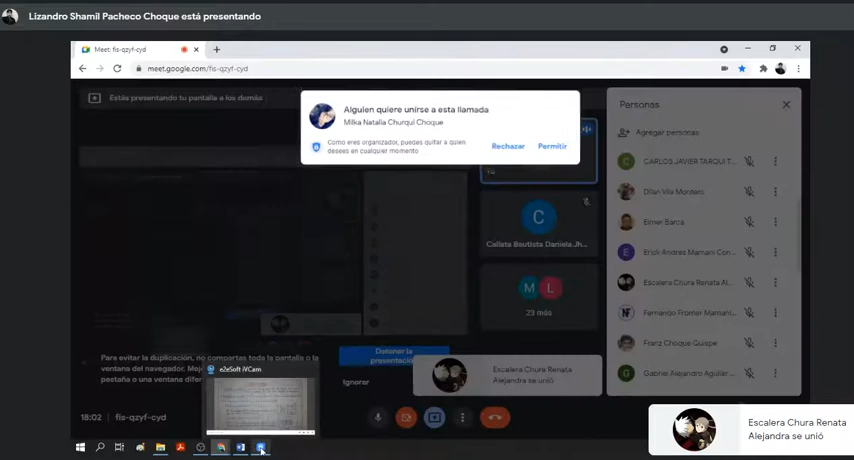 Lizandro Shamil Pacheco Choque está presentando
Meet: fis-qzyf-cyd
meet.google.com/fis-qzyf-cyd
Estás presentando tu pantalla a los demás
Alguien quiere unirse a esta llamada
Milka Natalia Churqui Choque
Como eres organizador, puedes quitar a quien
desees en cualquier momento
Rechazar
Permitir
Personas
Agregar personas
CARLOS JAVIER TARQUI T...
Dilan Vila Montero
Elmer Barca
Erick Andres Mamani Con...
Escalera Chura Renata Al...
Fernando Fronter Mamani...
Franz Choque Quispe
Gabriel Alejandro Aguilar...
C
Callata Bautista Daniela Jh...
M L
23 más
Para evitar la duplicación, no compartas toda la pantalla o la
ventana del navegador.
pestaña o una ventana
e2eSoft iVCam
Detener la
presentación
Ignorar
Escalera Chura Renata
Alejandra se unió
18:02
fis-qzyf-cyd
Escalera Chura Renata
Alejandra se unió